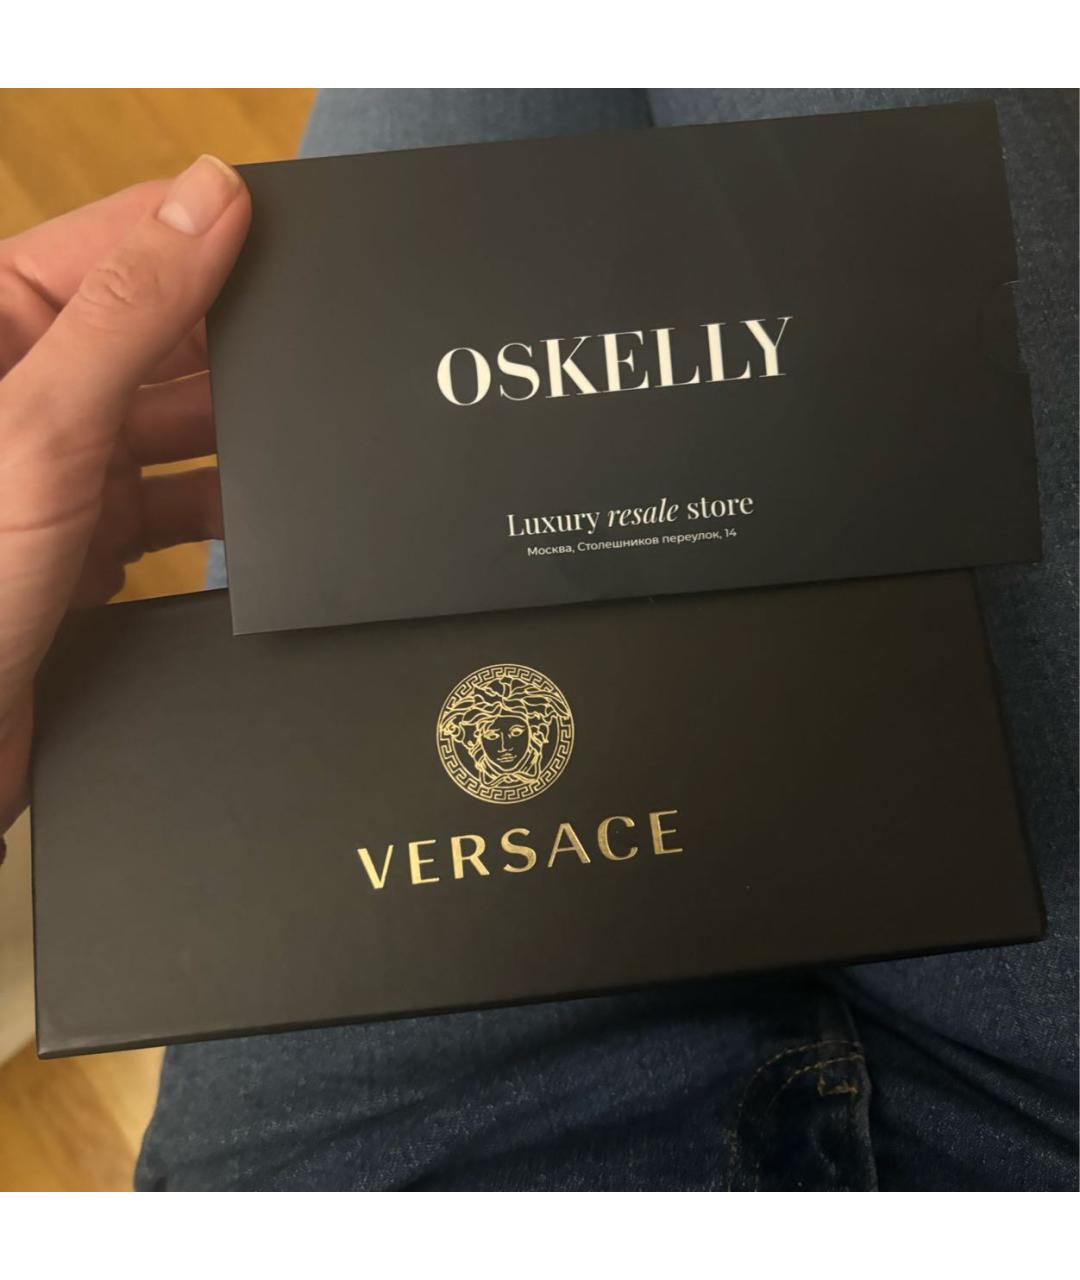 OSKELLY
Luxury resale store
Москва, Столешников переулок, 14
VERSACE